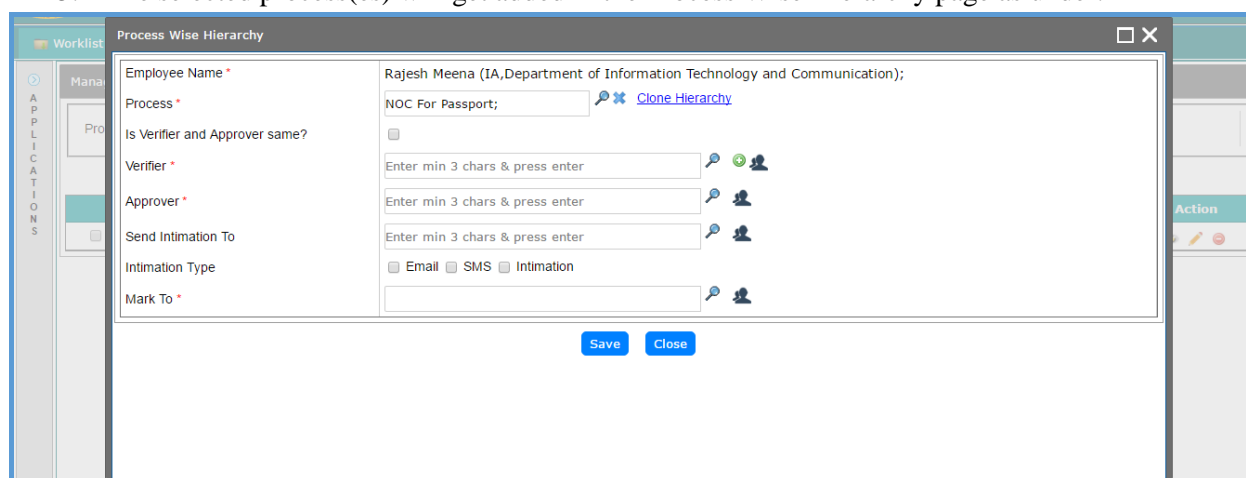 Process Wise Hierarchy
Worklist
Employee Name * Rajesh Meena (IA,Department of Information Technology and Communication);
Process * NOC For Passport; Clone Hierarchy
Is Verifier and Approver same?
Verifier * Enter min 3 chars & press enter
Approver * Enter min 3 chars & press enter
Action
Send Intimation To Enter min 3 chars & press enter
Intimation Type Email SMS Intimation
Mark To *
Save Close
APPLICATIONS